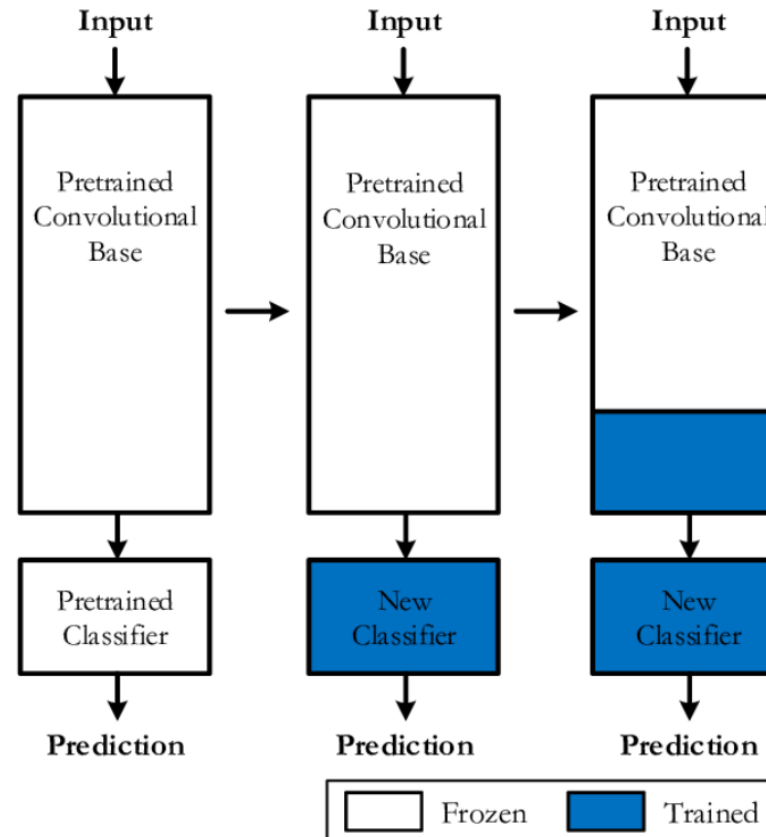 Input
Input
Input
Pretrained
Convolutional
Base
Pretrained
Convolutional
Base
Pretrained
Convolutional
Base
Pretrained
Classifier
New
Classifier
New
Classifier
Prediction
Prediction
Prediction
Frozen
Trained